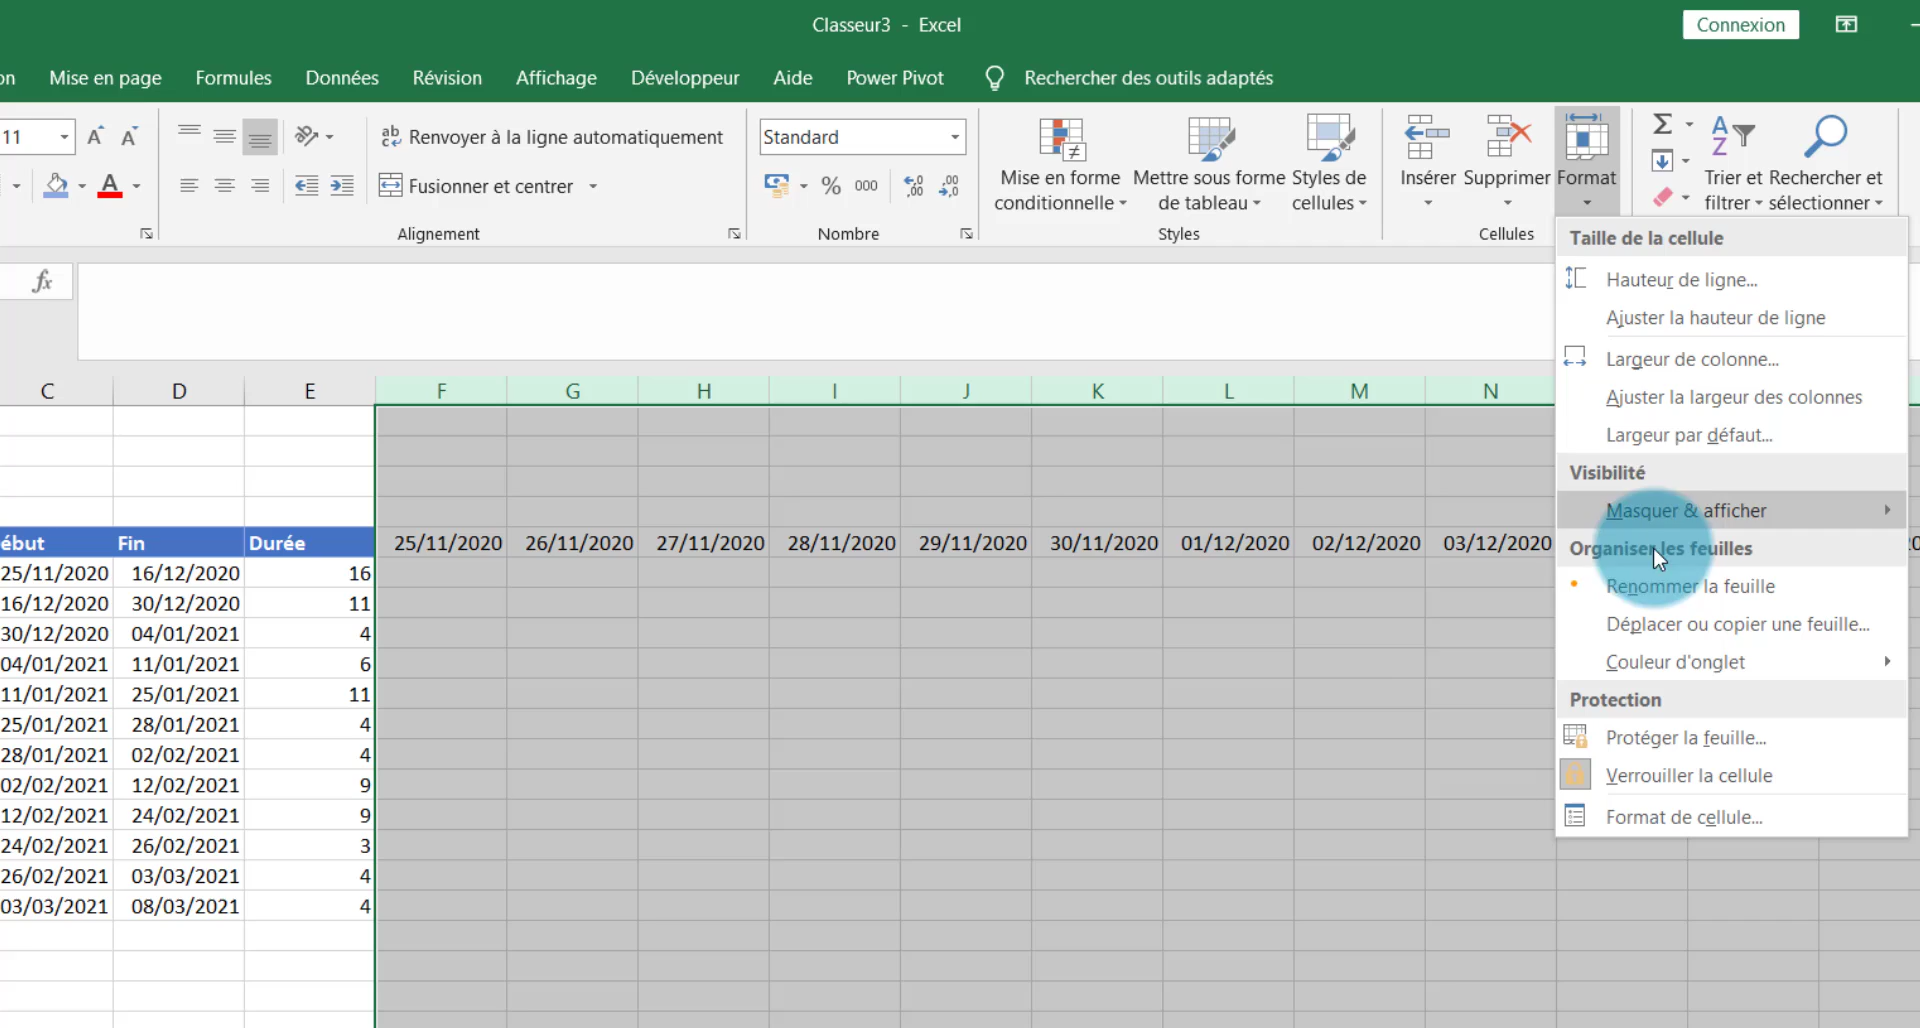 Classeur3 - Excel
Connexion
on Mise en page Formules Données Révision Affichage Développeur Aide Power Pivot Rechercher des outils adaptés
11 A A
ab c Renvoyer à la ligne automatiquement
Standard
A
Fusionner et centrer
% 000 ,00 ,00
Mise en forme conditionnelle
Mettre sous forme de tableau
Styles de cellules
Insérer Supprimer Format
Σ
A Z
Trier et filtrer
Rechercher et sélectionner
Alignement Nombre Styles Cellules
fx
Taille de la cellule
Hauteur de ligne...
Ajuster la hauteur de ligne
Largeur de colonne...
Ajuster la largeur des colonnes
Largeur par défaut...
Visibilité
Masquer & afficher
Organiser les feuilles
Renommer la feuille
Déplacer ou copier une feuille...
Couleur d'onglet
Protection
Protéger la feuille...
Verrouiller la cellule
Format de cellule...
C D E F G H I J K L M N
ébut Fin Durée 25/11/2020 26/11/2020 27/11/2020 28/11/2020 29/11/2020 30/11/2020 01/12/2020 02/12/2020 03/12/2020
25/11/2020 16/12/2020 16
16/12/2020 30/12/2020 11
30/12/2020 04/01/2021 4
04/01/2021 11/01/2021 6
11/01/2021 25/01/2021 11
25/01/2021 28/01/2021 4
28/01/2021 02/02/2021 4
02/02/2021 12/02/2021 9
12/02/2021 24/02/2021 9
24/02/2021 26/02/2021 3
26/02/2021 03/03/2021 4
03/03/2021 08/03/2021 4